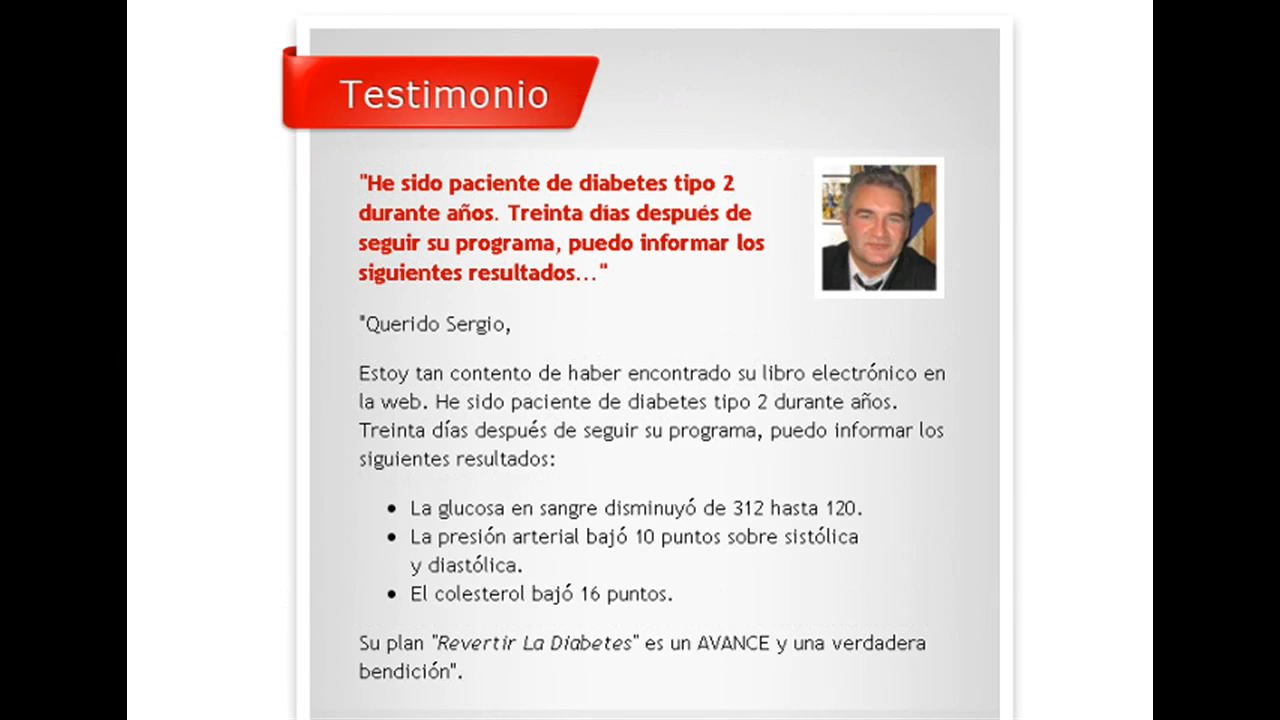 Testimonio
"He sido paciente de diabetes tipo 2
durante años. Treinta días después de
seguir su programa, puedo informar los
siguientes resultados..."
"Querido Sergio,
Estoy tan contento de haber encontrado su libro electrónico en
la web. He sido paciente de diabetes tipo 2 durante años.
Treinta días después de seguir su programa, puedo informar los
siguientes resultados:
• La glucosa en sangre disminuyó de 312 hasta 120.
• La presión arterial bajó 10 puntos sobre sistólica
y diastólica.
• El colesterol bajó 16 puntos.
Su plan "Revertir La Diabetes" es un AVANCE y una verdadera
bendición".